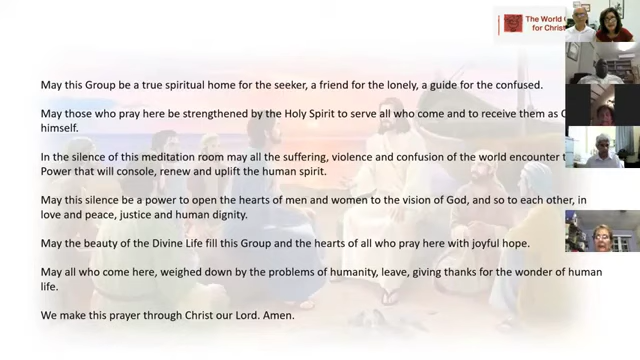 The World
for Christ
May this Group be a true spiritual home for the seeker, a friend for the lonely, a guide for the confused.
May those who pray here be strengthened by the Holy Spirit to serve all who come and to receive them as
himself.
In the silence of this meditation room may all the suffering, violence and confusion of the world encounter
Power that will console, renew and uplift the human spirit.
May this silence be a power to open the hearts of men and women to the vision of God, and so to each other, in
love and peace, justice and human dignity.
May the beauty of the Divine Life fill this Group and the hearts of all who pray here with joyful hope.
May all who come here, weighed down by the problems of humanity, leave, giving thanks for the wonder of human
life.
We make this prayer through Christ our Lord. Amen.